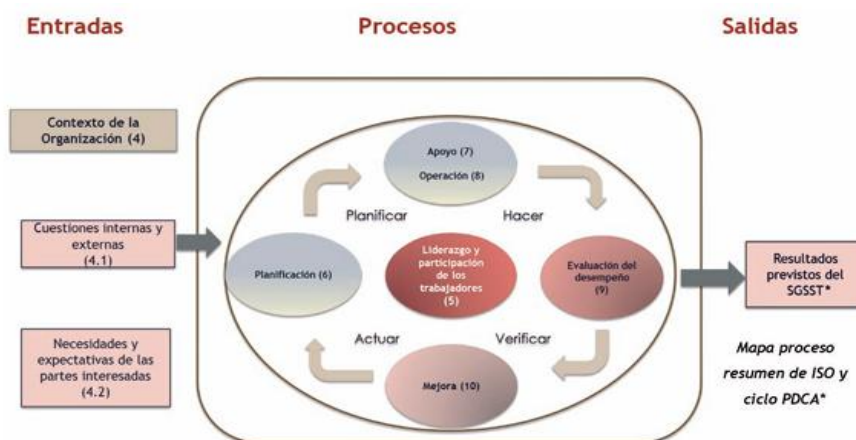 Entradas
Procesos
Salidas
Contexto de la
Organización (4)
Cuestiones internas y
externas
(4.1)
Necesidades y
expectativas de las
partes interesadas
(4.2)
Apoyo (7)
Operación (8)
Planificar
Hacer
Planificación (6)
Liderazgo y
participación
de los
trabajadores
(5)
Evaluación del
desempeño
(9)
Actuar
Verificar
Mejora (10)
Resultados
previstos del
SGSST*
Mapa proceso
resumen de ISO y
ciclo PDCA*